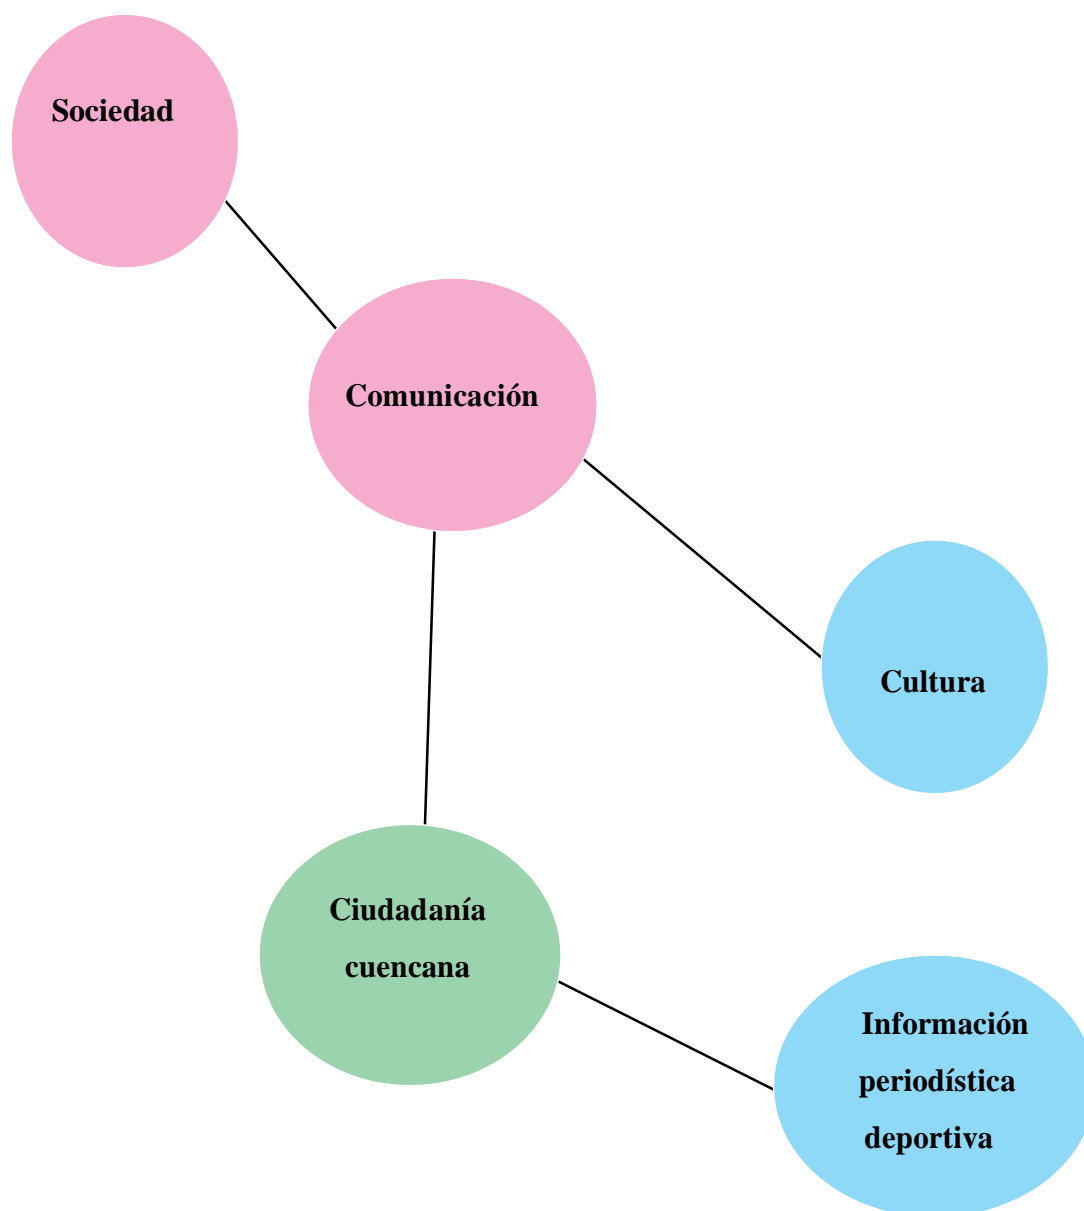 Sociedad
Comunicación
Cultura
Ciudadanía
cuencana
Información
periodística
deportiva